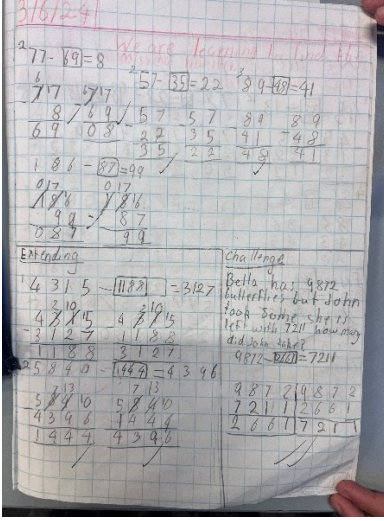 3/6/24
We are learning to find the
missing number.
77 - 69 = 8
57 - 35 = 22
89 - 48 = 41
77 77
8 69
69 08
57 57
22 35
35 22
89 89
41 48
48 41
186 - 87 = 99
186 186
99 87
087 99
Extending
4315 - 1188 = 3127
4315 4315
3127 1188
1188 3127
5840 - 1444 = 4396
5840 5840
4396 1444
1444 4396
Challenge
Bella has 9872
butterflies but John
took some she is
left with 7211 how many
did John take?
9872 - 2661 = 7211
9872 9872
7211 2661
2661 7211